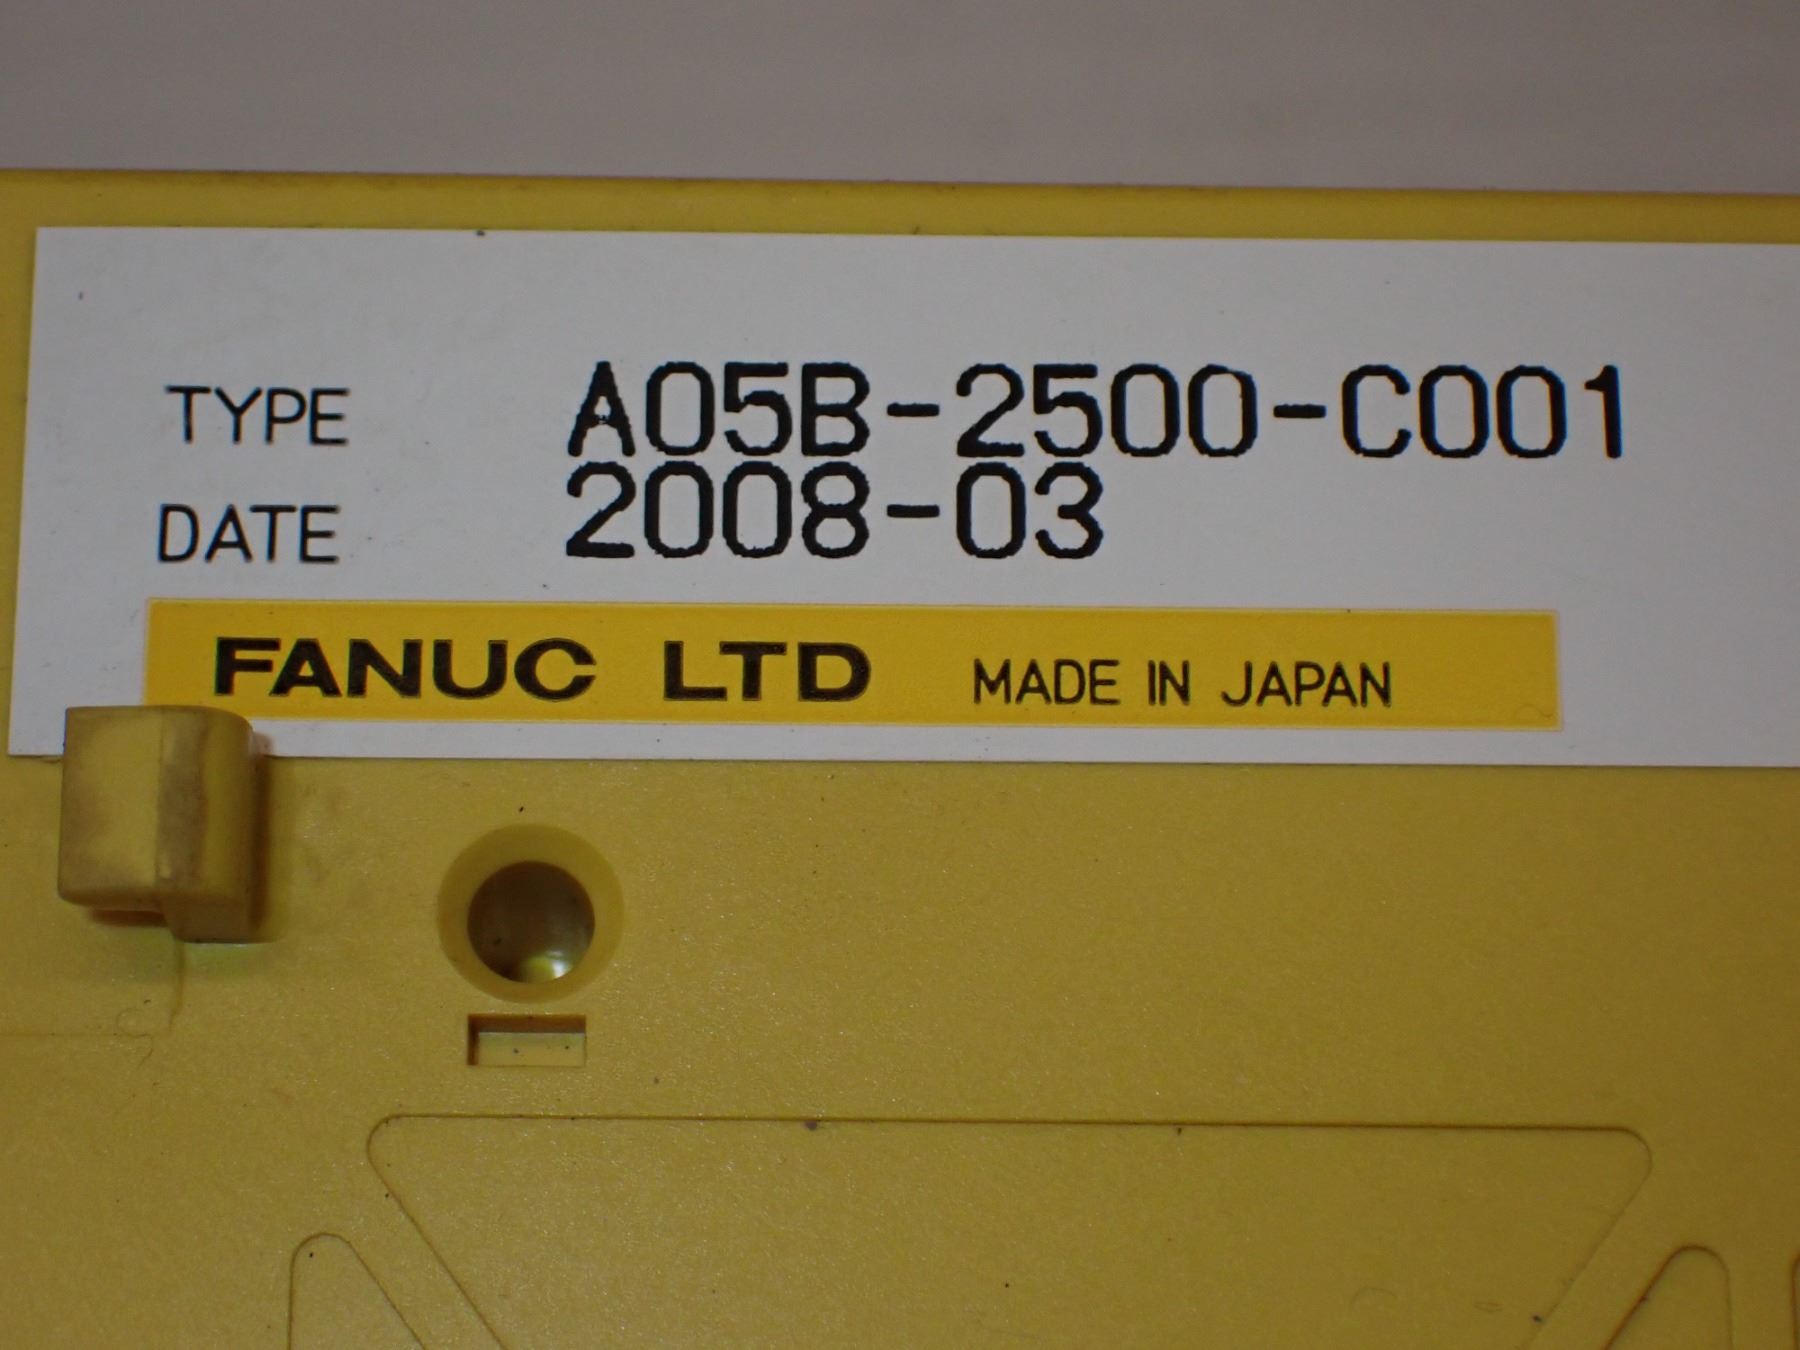 TYPE A05B-2500-C001
DATE 2008-03
FANUC LTD MADE IN JAPAN